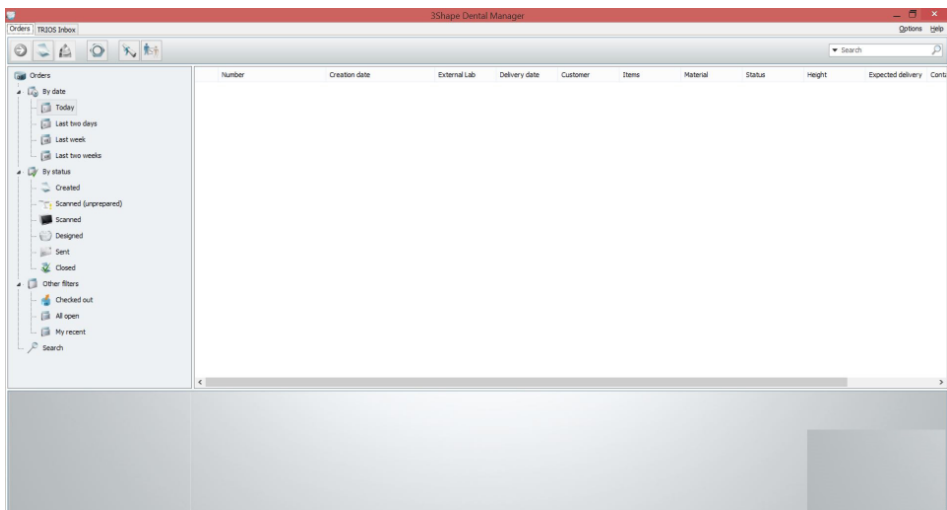 3Shape Dental Manager
Orders TRIOS Inbox Options Help
Search
Orders
By date
Today
Last two days
Last week
Last two weeks
By status
Created
Scanned (unprepared)
Scanned
Designed
Sent
Closed
Other filters
Checked out
All open
My recent
Search
Number Creation date External Lab Delivery date Customer Items Material Status Height Expected delivery Conta